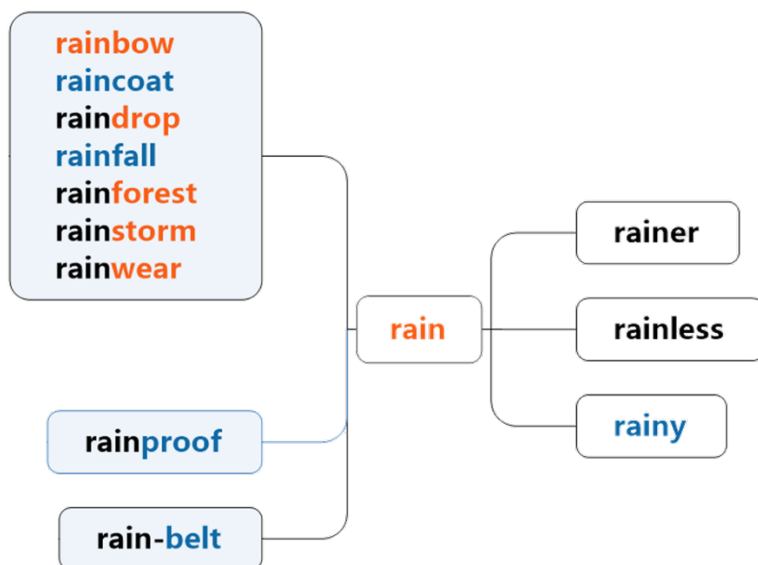 rainbow
raincoat
raindrop
rainfall
rainforest
rainstorm
rainwear
rainproof
rain-belt
rain
rainer
rainless
rainy